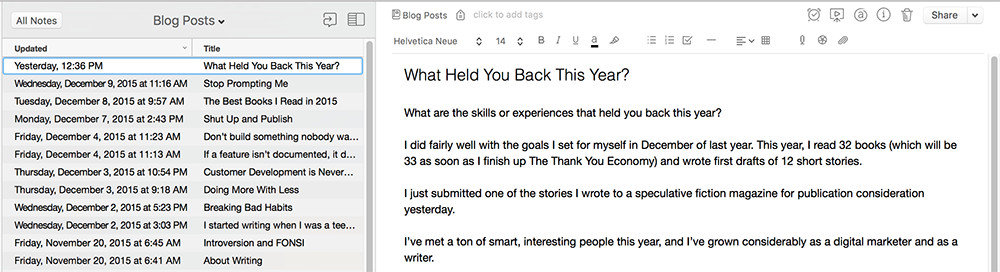 All Notes
Blog Posts
Updated Title
Yesterday, 12:36 PM What Held You Back This Year?
Wednesday, December 9, 2015 at 11:16 AM Stop Prompting Me
Tuesday, December 8, 2015 at 9:57 AM The Best Books I Read in 2015
Monday, December 7, 2015 at 2:43 PM Shut Up and Publish
Friday, December 4, 2015 at 11:23 AM Don't build something nobody wa...
Friday, December 4, 2015 at 11:13 AM If a feature isn't documented, it d...
Thursday, December 3, 2015 at 10:54 PM Customer Development is Never...
Thursday, December 3, 2015 at 9:18 AM Doing More With Less
Wednesday, December 2, 2015 at 5:23 PM Breaking Bad Habits
Wednesday, December 2, 2015 at 3:03 PM I started writing when I was a tee...
Friday, November 20, 2015 at 6:45 AM Introversion and FONSI
Friday, November 20, 2015 at 6:41 AM About Writing
Blog Posts click to add tags Share
Helvetica Neue 14 B I U a
What Held You Back This Year?
What are the skills or experiences that held you back this year?
I did fairly well with the goals I set for myself in December of last year. This year, I read 32 books (which will be
33 as soon as I finish up The Thank You Economy) and wrote first drafts of 12 short stories.
I just submitted one of the stories I wrote to a speculative fiction magazine for publication consideration
yesterday.
I've met a ton of smart, interesting people this year, and I've grown considerably as a digital marketer and as a
writer.